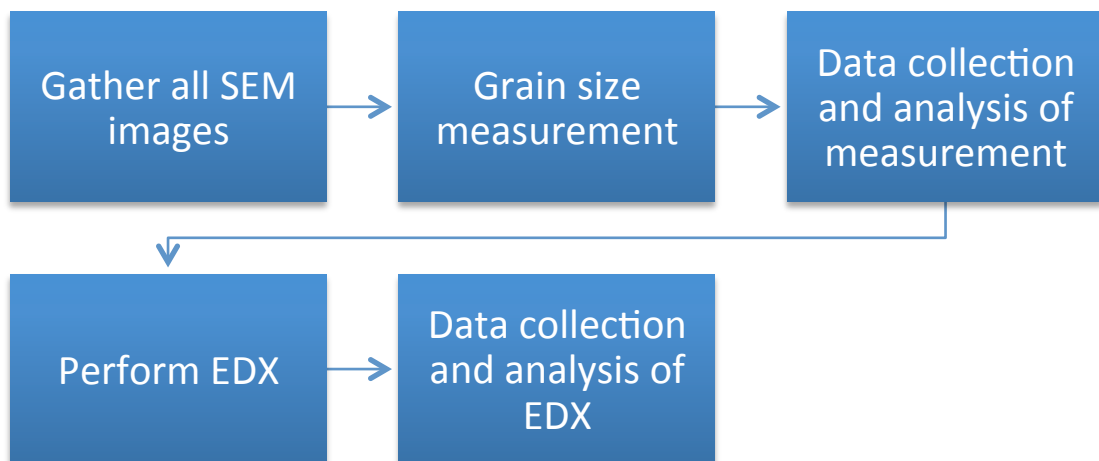 Gather all SEM
images
Grain size
measurement
Data collection
and analysis of
measurement
Perform EDX
Data collection
and analysis of
EDX